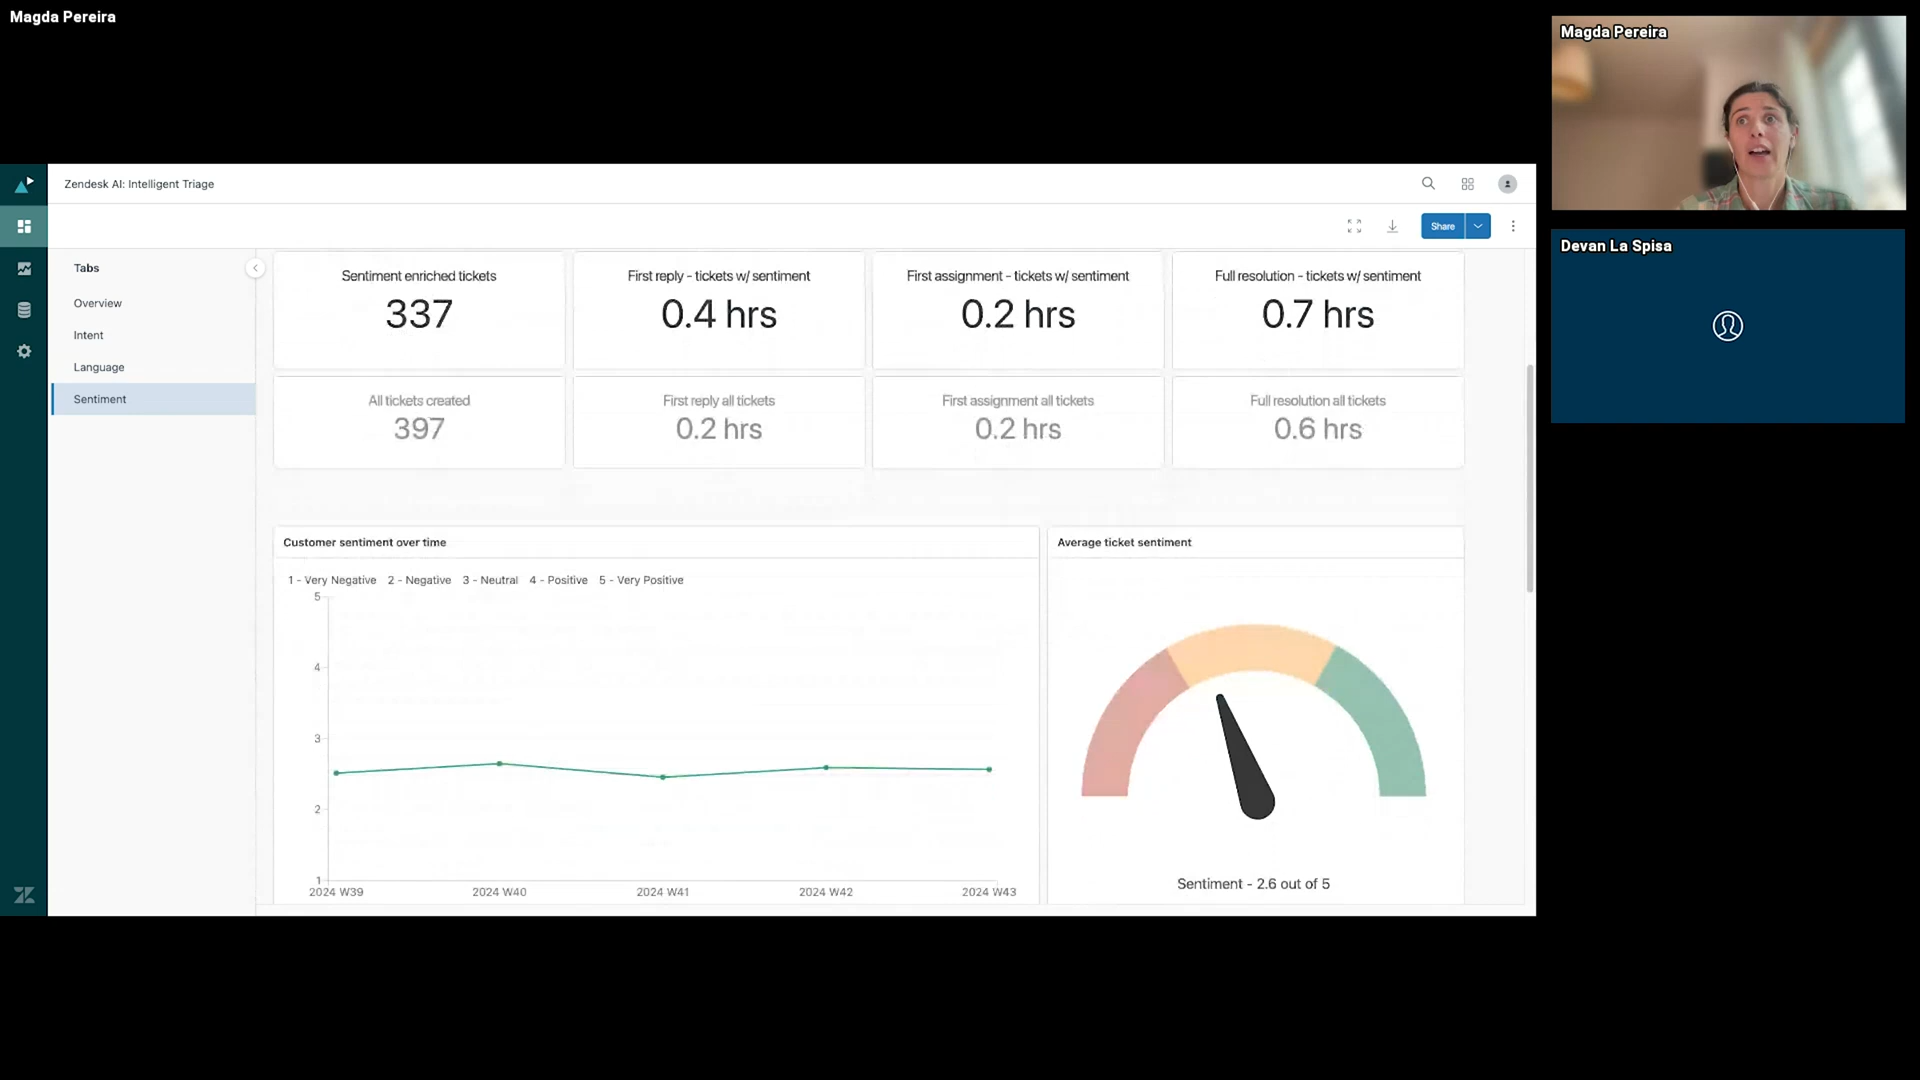 Magda Pereira
Magda Pereira
Devan La Spisa
Zendesk AI: Intelligent Triage
Share
Tabs
Overview
Intent
Language
Sentiment
Sentiment enriched tickets
337
First reply - tickets w/ sentiment
0.4 hrs
First assignment - tickets w/ sentiment
0.2 hrs
Full resolution - tickets w/ sentiment
0.7 hrs
All tickets created
397
First reply all tickets
0.2 hrs
First assignment all tickets
0.2 hrs
Full resolution all tickets
0.6 hrs
Customer sentiment over time
1 - Very Negative 2 - Negative 3 - Neutral 4 - Positive 5 - Very Positive
5
4
3
2
1
2024 W39 2024 W40 2024 W41 2024 W42 2024 W43
Average ticket sentiment
Sentiment - 2.6 out of 5